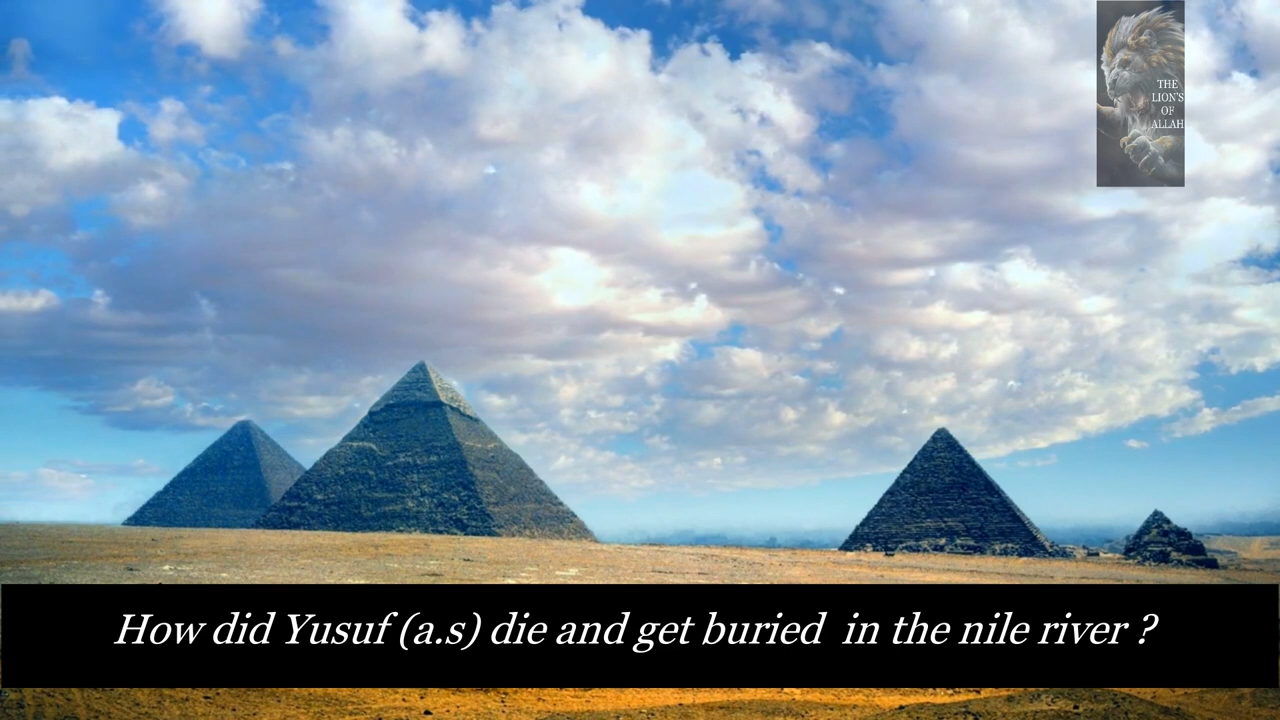 THE
LION'S
OF
ALLAH
How did Yusuf (a.s) die and get buried  in the nile river ?